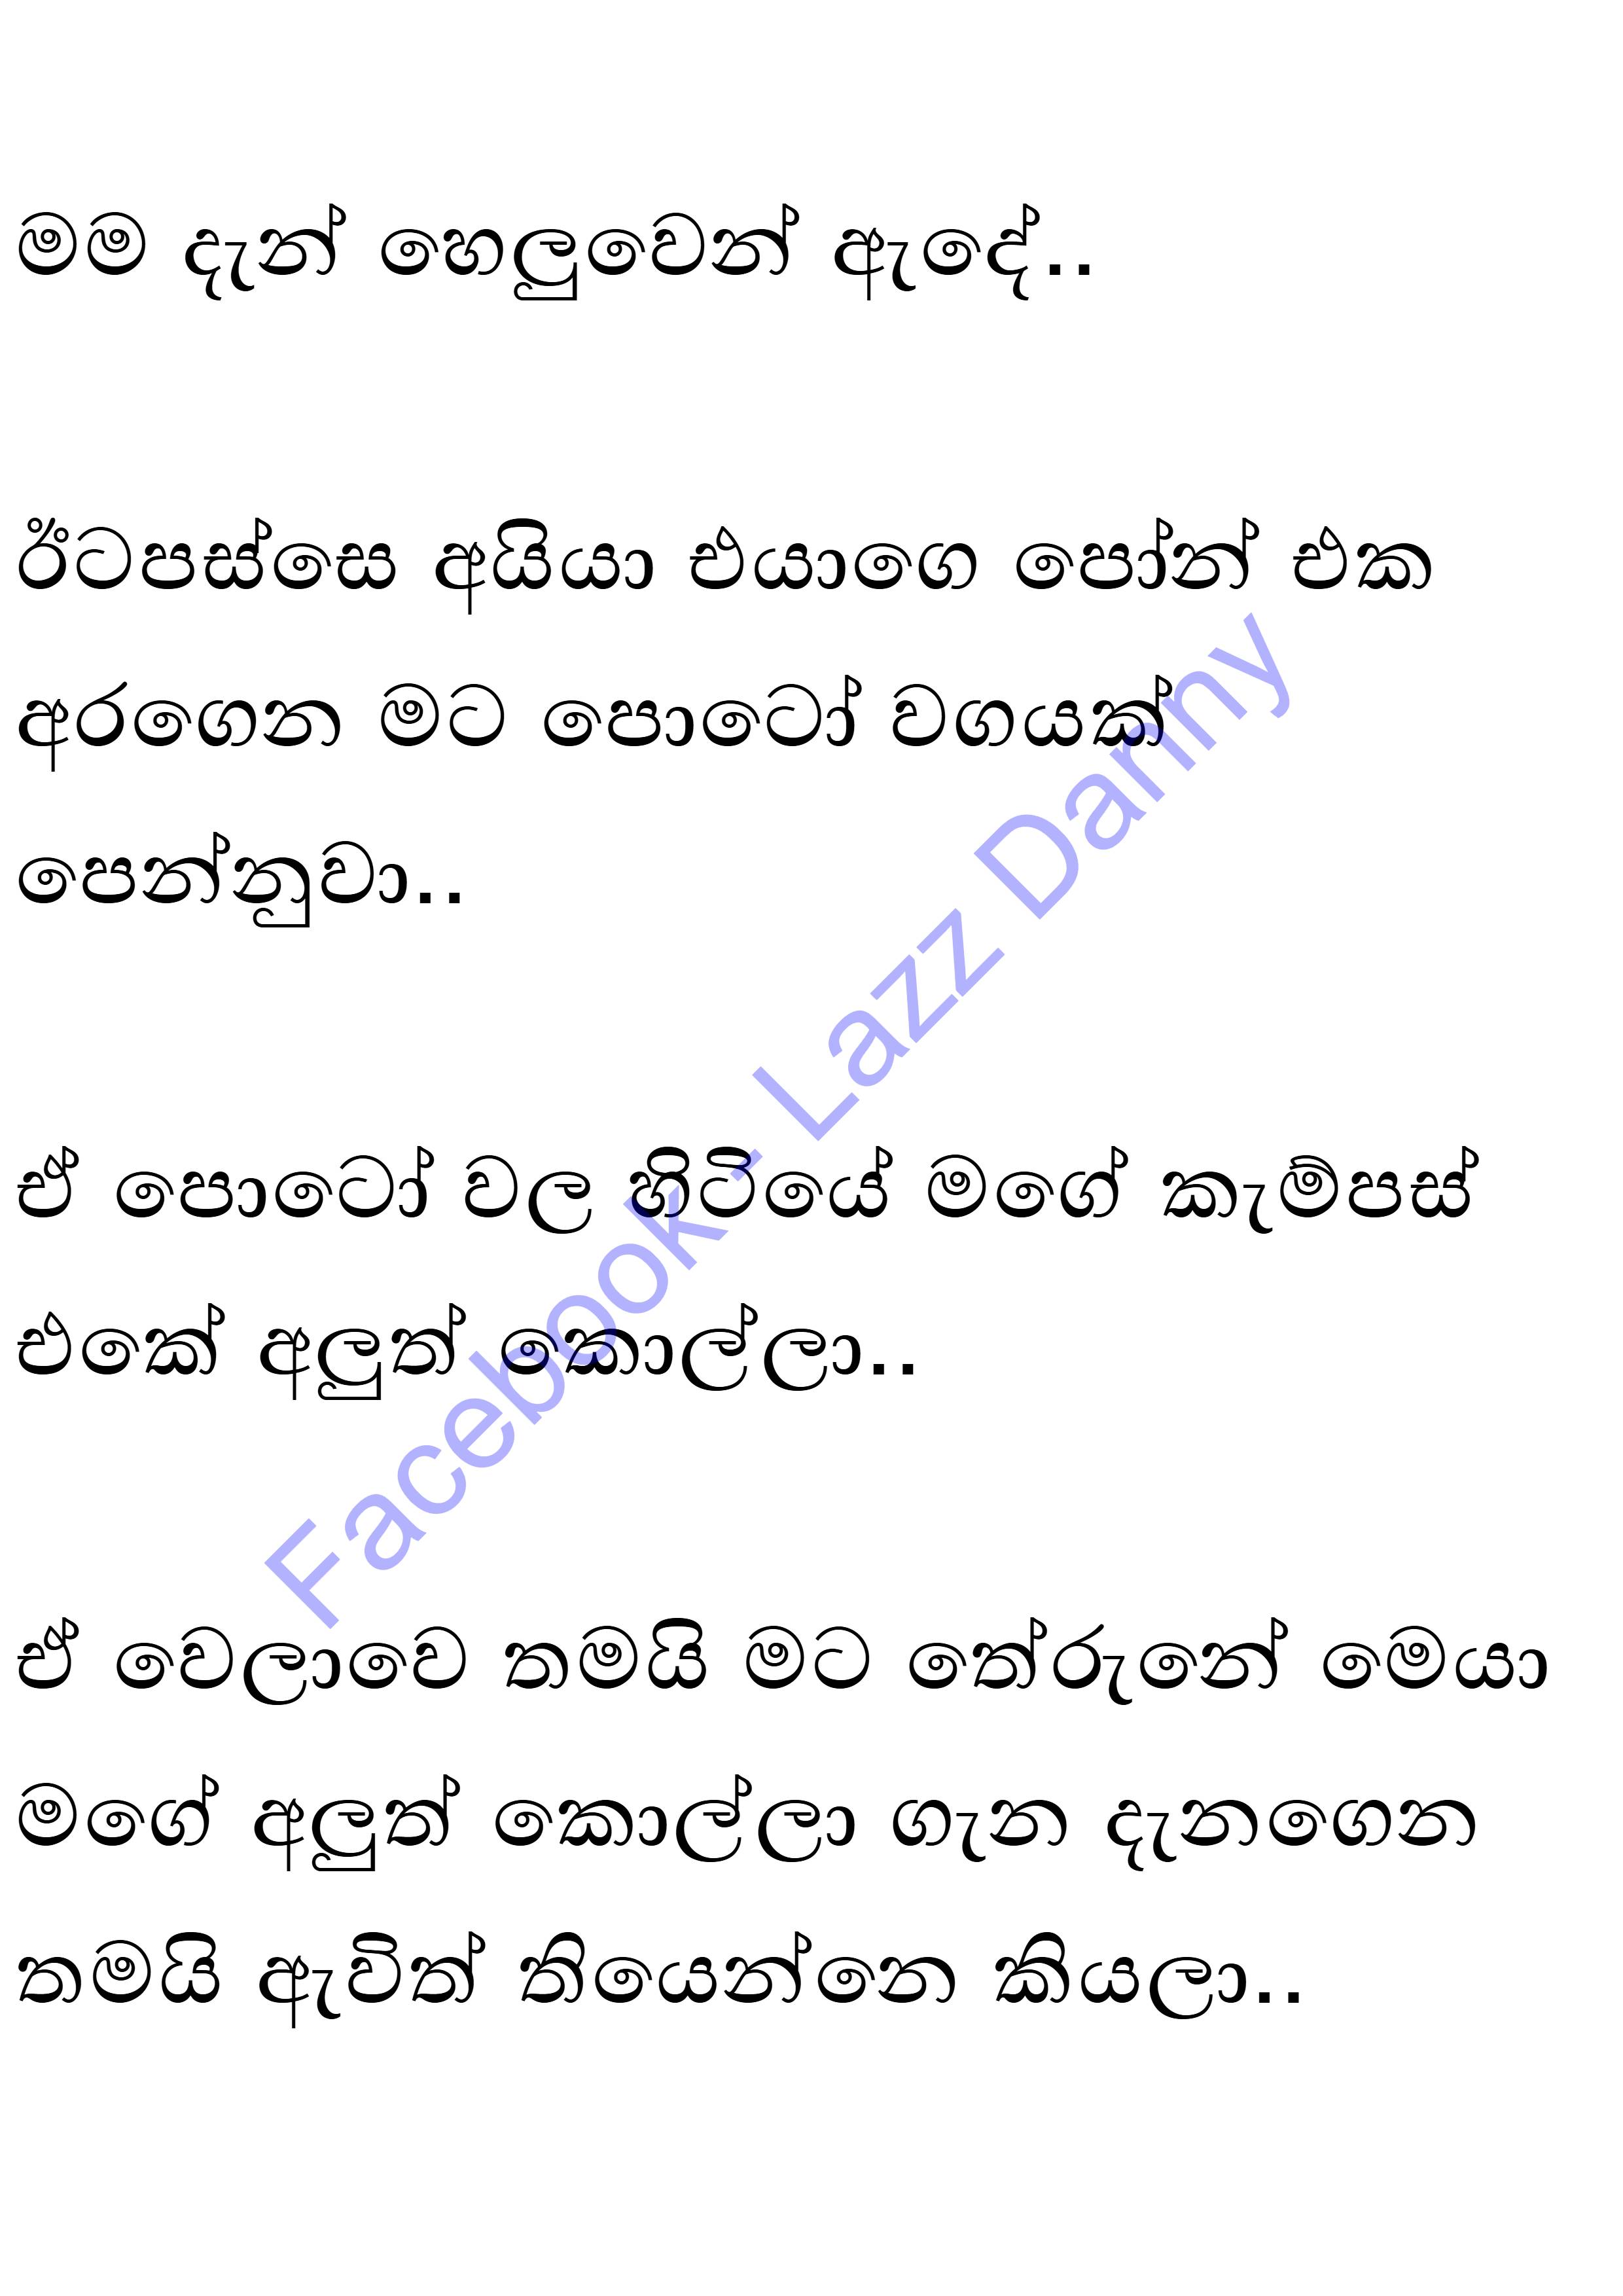 මම දැන් හෙලුවෙන් ඇදේ..
ඊටපස්සෙ අයියා එයාගෙ පෝන් එක
අරගෙන මට පොටෝ වගයක්
පෙන්නුවා..
ඒ පොටෝ වල හිටියේ මගේ කැම්පස්
එකේ අලුත් කොල්ලා..
ඒ වෙලාවෙ තමයි මට තේරුනේ මෙයා
මගේ අලුත් කොල්ලා ගැන දැනගෙන
තමයි ඇවිත් තියෙන්නෙ කියලා..
Facebook - Lazz Danny